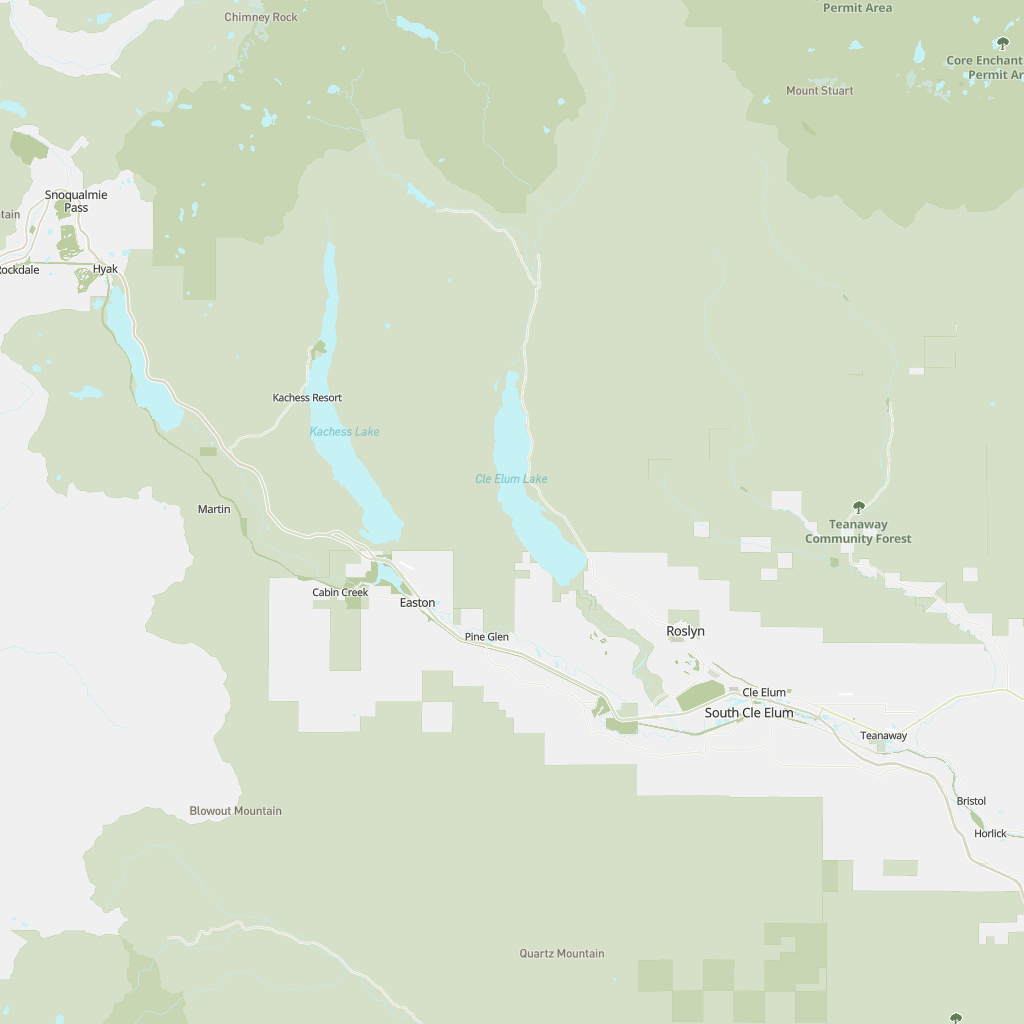 Permit Area
Chimney Rock
Core Enchant
Permit Ar
Mount Stuart
Snoqualmie
Pass
ntain
Rockdale
Hyak
Kachess Resort
Kachess Lake
Cle Elum Lake
Martin
Teanaway
Community Forest
Cabin Creek
Easton
Pine Glen
Roslyn
Cle Elum
South Cle Elum
Teanaway
Bristol
Blowout Mountain
Horlick
Quartz Mountain